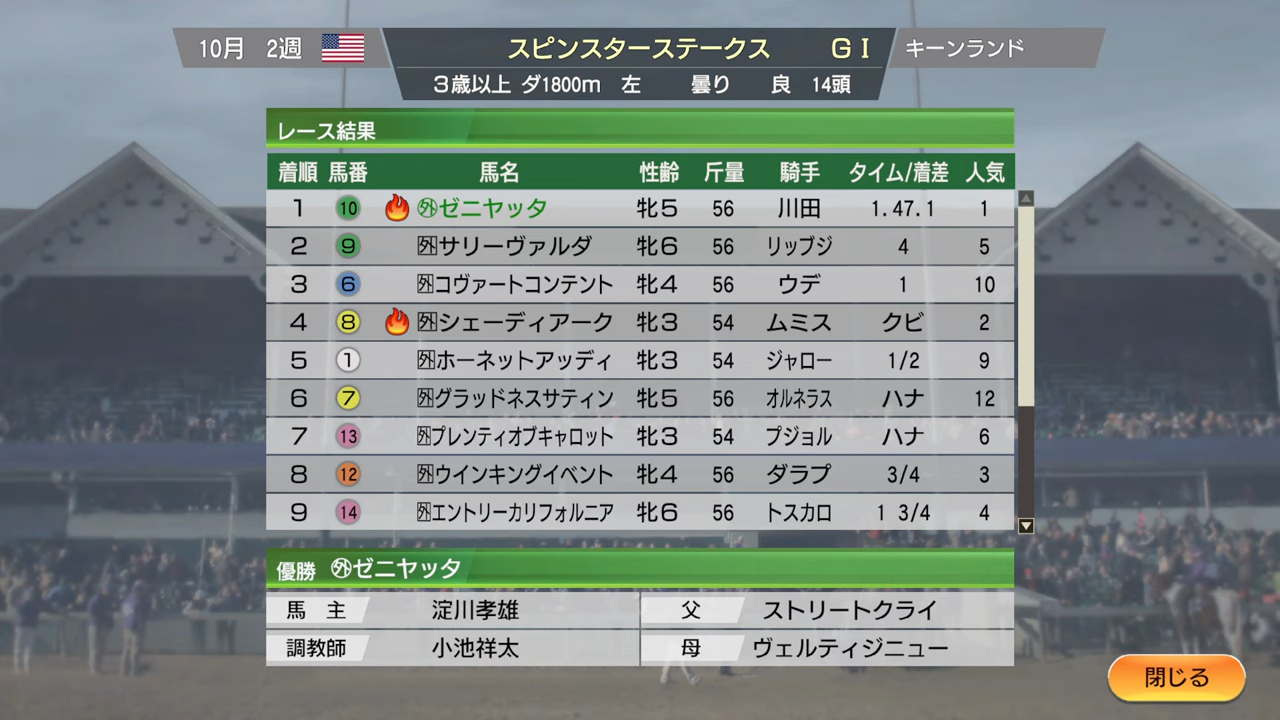 10月 2週 スピンスターステークス GⅠ キーンランド
3歳以上 ダ1800m 左 曇り 良 14頭
レース結果
着順 馬番 馬名 性齢 斤量 騎手 タイム/着差 人気
1 10 外ゼニヤッタ 牝5 56 川田 1.47.1 1
2 9 外サリーヴァルダ 牝6 56 リッブジ 4 5
3 6 外コヴァートコンテント 牝4 56 ウデ 1 10
4 8 外シェーディアーク 牝3 54 ムミス クビ 2
5 1 外ホーネットアッディ 牝3 54 ジャロー 1/2 9
6 7 外グラッドネスサティン 牝5 56 オルネラス ハナ 12
7 13 外プレンティオブキャロット 牝3 54 プジョル ハナ 6
8 12 外ウインキングイベント 牝4 56 ダラプ 3/4 3
9 14 外エントリーカリフォルニア 牝6 56 トスカロ 1 3/4 4
優勝 外ゼニヤッタ
馬主 淀川孝雄 父 ストリートクライ
調教師 小池祥太 母 ヴェルティジニュー
閉じる